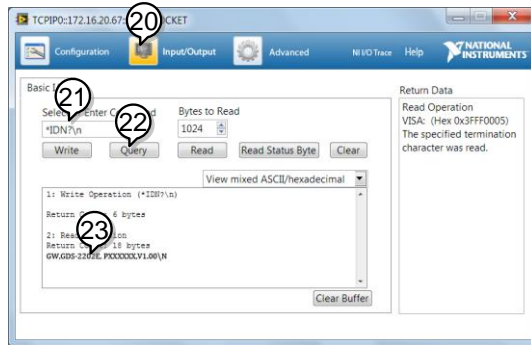 TCPIP0::172.16.20.67: CKET
20
Configuration Input/Output Advanced NI I/O Trace Help NATIONAL INSTRUMENTS
Basic I
Return Data
21
22
Bytes to Read
*IDN?\n 1024
Write Query Read Read Status Byte Clear
View mixed ASCII/hexadecimal
1: Write Operation (*IDN?\n)
Return 6 bytes
23
2: Rea
Return 18 bytes
GW,GDS-2202E, PXXXXXX,V1.00\N
Clear Buffer
Read Operation
VISA: (Hex 0x3FFF0005)
The specified termination
character was read.